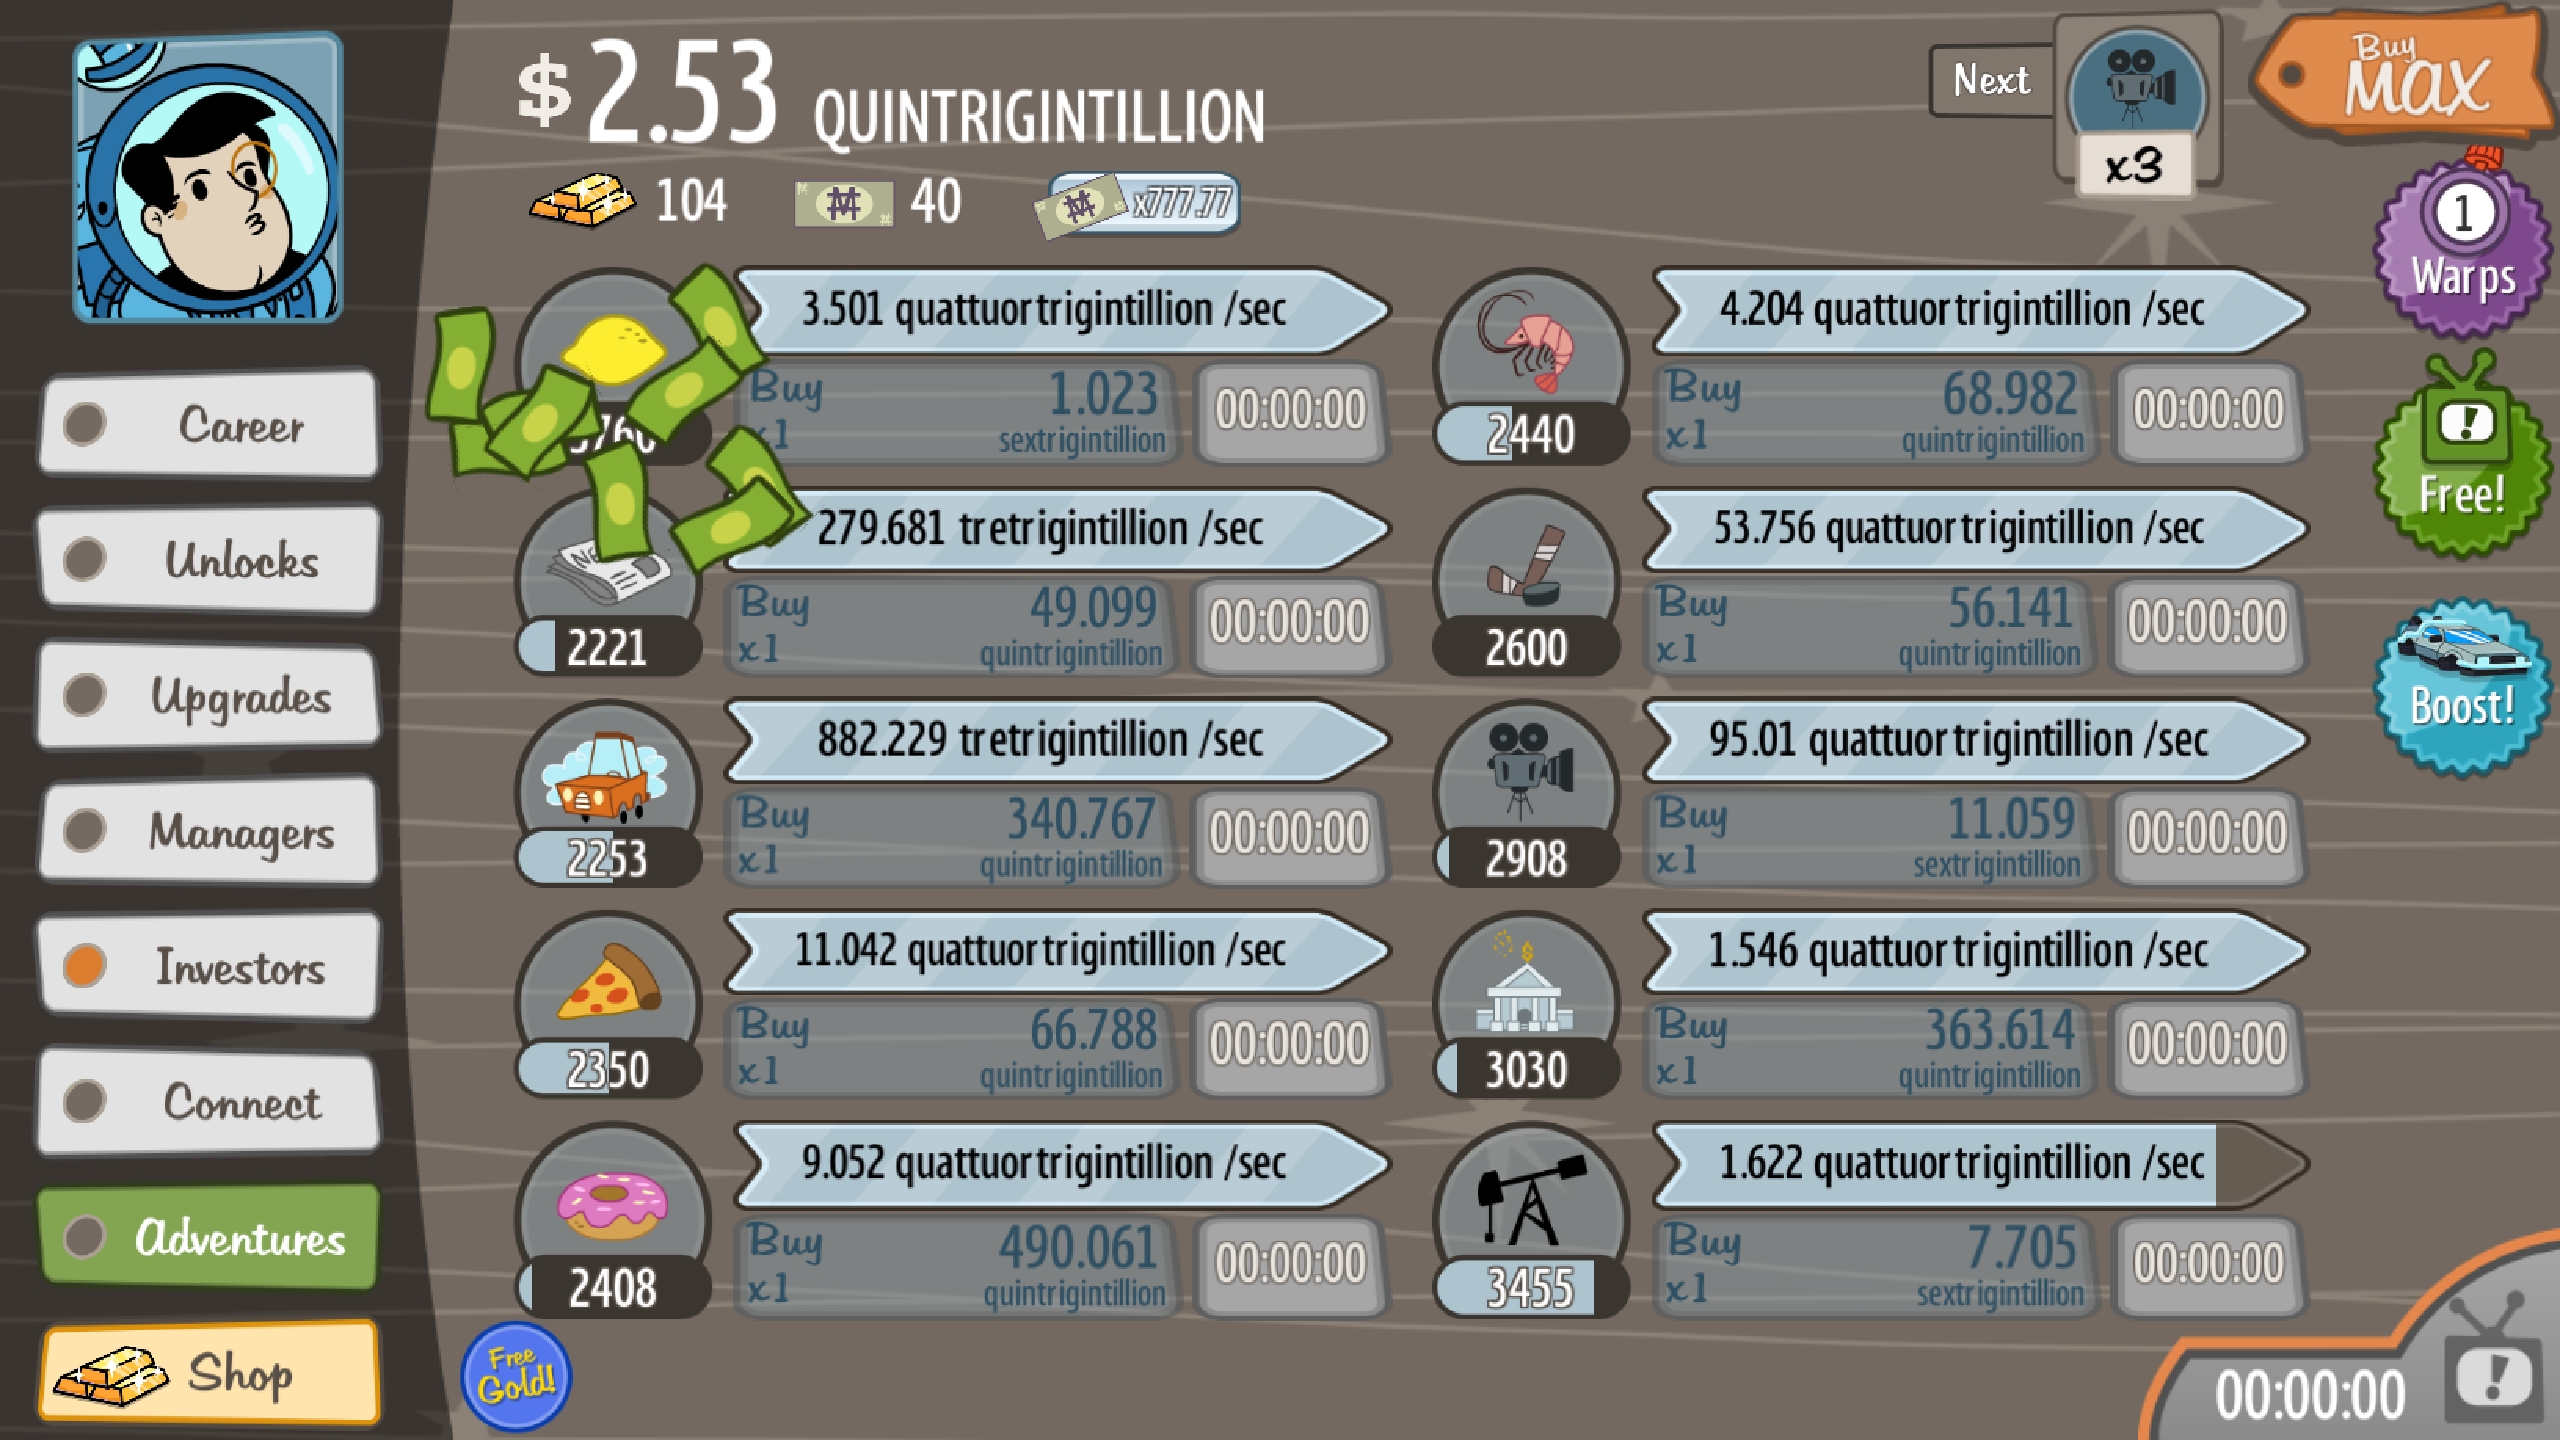 $2.53 QUINTRIGINTILLION
104
40
x777.77
Next
x3
Buy
MAX
1
Warps
!
Free!
Boost!
Career
Unlocks
Upgrades
Managers
Investors
Connect
Adventures
Shop
Free
Gold!
3.501 quattuortrigintillion /sec
Buy 1.023
sextrigintillion
00:00:00
279.681 tretrigintillion /sec
2221
Buy 49.099
x1 quintrigintillion
00:00:00
882.229 tretrigintillion /sec
2253
Buy 340.767
x1 quintrigintillion
00:00:00
11.042 quattuortrigintillion /sec
2350
Buy 66.788
x1 quintrigintillion
00:00:00
9.052 quattuortrigintillion /sec
2408
Buy 490.061
x1 quintrigintillion
00:00:00
4.204 quattuortrigintillion /sec
2440
Buy 68.982
x1 quintrigintillion
00:00:00
53.756 quattuortrigintillion /sec
2600
Buy 56.141
x1 quintrigintillion
00:00:00
95.01 quattuortrigintillion /sec
2908
Buy 11.059
x1 sextrigintillion
00:00:00
1.546 quattuortrigintillion /sec
3030
Buy 363.614
x1 quintrigintillion
00:00:00
1.622 quattuortrigintillion /sec
3455
Buy 7.705
x1 sextrigintillion
00:00:00
00:00:00
!